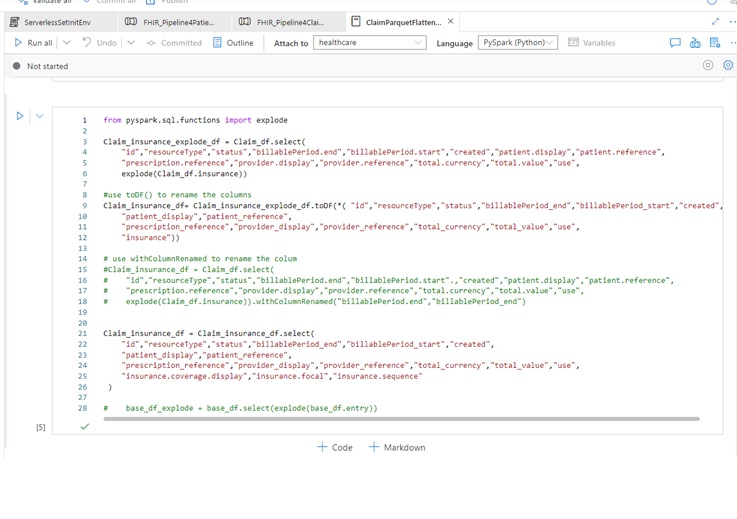 Validate all Commit all Publish
ServerlessSetInitEnv FHIR_Pipeline4Patie... FHIR_Pipeline4Clai... ClaimParquetFlatten... ×
Run all Undo Committed Outline Attach to healthcare Language PySpark (Python) Variables
Not started
1 from pyspark.sql.functions import explode
2
3 Claim_insurance_explode_df = Claim_df.select(
4 "id","resourceType","status","billablePeriod.end","billablePeriod.start","created","patient.display","patient.reference",
5 "prescription.reference","provider.display","provider.reference","total.currency","total.value","use",
6 explode(Claim_df.insurance))
7
8 #use toDF() to rename the columns
9 Claim_insurance_df= Claim_insurance_explode_df.toDF(*( "id","resourceType","status","billablePeriod_end","billablePeriod_start","created",
10 "patient_display","patient_reference",
11 "prescription_reference","provider_display","provider_reference","total_currency","total_value","use",
12 "insurance"))
13
14 # use withColumnRenamed to rename the colum
15 #Claim_insurance_df = Claim_df.select(
16 # "id","resourceType","status","billablePeriod.end","billablePeriod.start".,"created","patient.display","patient.reference",
17 # "prescription.reference","provider.display","provider.reference","total.currency","total.value","use",
18 # explode(Claim_df.insurance)).withColumnRenamed("billablePeriod.end","billablePeriod_end")
19
20
21 Claim_insurance_df = Claim_insurance_df.select(
22 "id","resourceType","status","billablePeriod_end","billablePeriod_start","created",
23 "patient_display","patient_reference",
24 "prescription_reference","provider_display","provider_reference","total_currency","total_value","use",
25 "insurance.coverage.display","insurance.focal","insurance.sequence"
26 )
27
28 # base_df_explode = base_df.select(explode(base_df.entry))
[5]
+ Code + Markdown